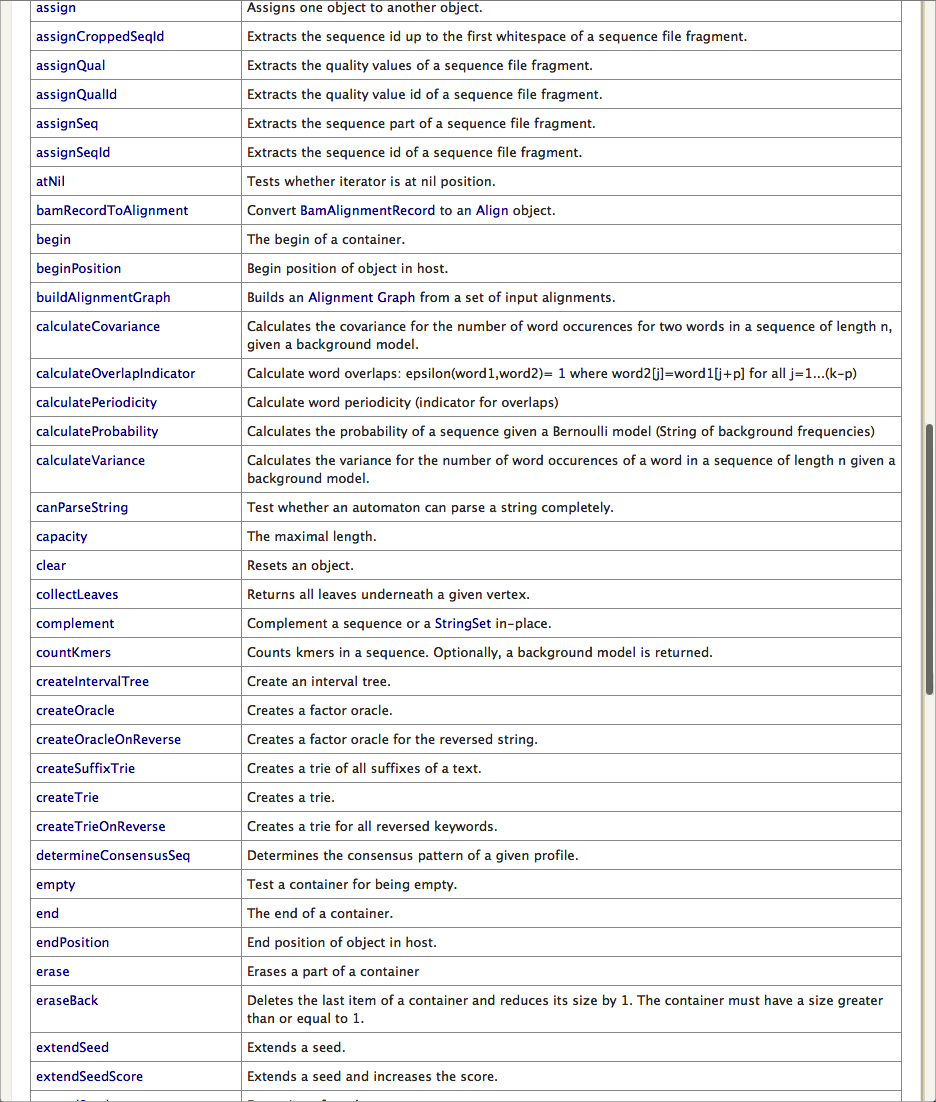 assign Assigns one object to another object.
assignCroppedSeqId Extracts the sequence id up to the first whitespace of a sequence file fragment.
assignQual Extracts the quality values of a sequence file fragment.
assignQualId Extracts the quality value id of a sequence file fragment.
assignSeq Extracts the sequence part of a sequence file fragment.
assignSeqId Extracts the sequence id of a sequence file fragment.
atNil Tests whether iterator is at nil position.
bamRecordToAlignment Convert BamAlignmentRecord to an Align object.
begin The begin of a container.
beginPosition Begin position of object in host.
buildAlignmentGraph Builds an Alignment Graph from a set of input alignments.
calculateCovariance Calculates the covariance for the number of word occurences for two words in a sequence of length n,
given a background model.
calculateOverlapIndicator Calculate word overlaps: epsilon(word1,word2)= 1 where word2[j]=word1[j+p] for all j=1...(k-p)
calculatePeriodicity Calculate word periodicity (indicator for overlaps)
calculateProbability Calculates the probability of a sequence given a Bernoulli model (String of background frequencies)
calculateVariance Calculates the variance for the number of word occurences of a word in a sequence of length n given a
background model.
canParseString Test whether an automaton can parse a string completely.
capacity The maximal length.
clear Resets an object.
collectLeaves Returns all leaves underneath a given vertex.
complement Complement a sequence or a StringSet in-place.
countKmers Counts kmers in a sequence. Optionally, a background model is returned.
createIntervalTree Create an interval tree.
createOracle Creates a factor oracle.
createOracleOnReverse Creates a factor oracle for the reversed string.
createSuffixTrie Creates a trie of all suffixes of a text.
createTrie Creates a trie.
createTrieOnReverse Creates a trie for all reversed keywords.
determineConsensusSeq Determines the consensus pattern of a given profile.
empty Test a container for being empty.
end The end of a container.
endPosition End position of object in host.
erase Erases a part of a container
eraseBack Deletes the last item of a container and reduces its size by 1. The container must have a size greater
than or equal to 1.
extendSeed Extends a seed.
extendSeedScore Extends a seed and increases the score.